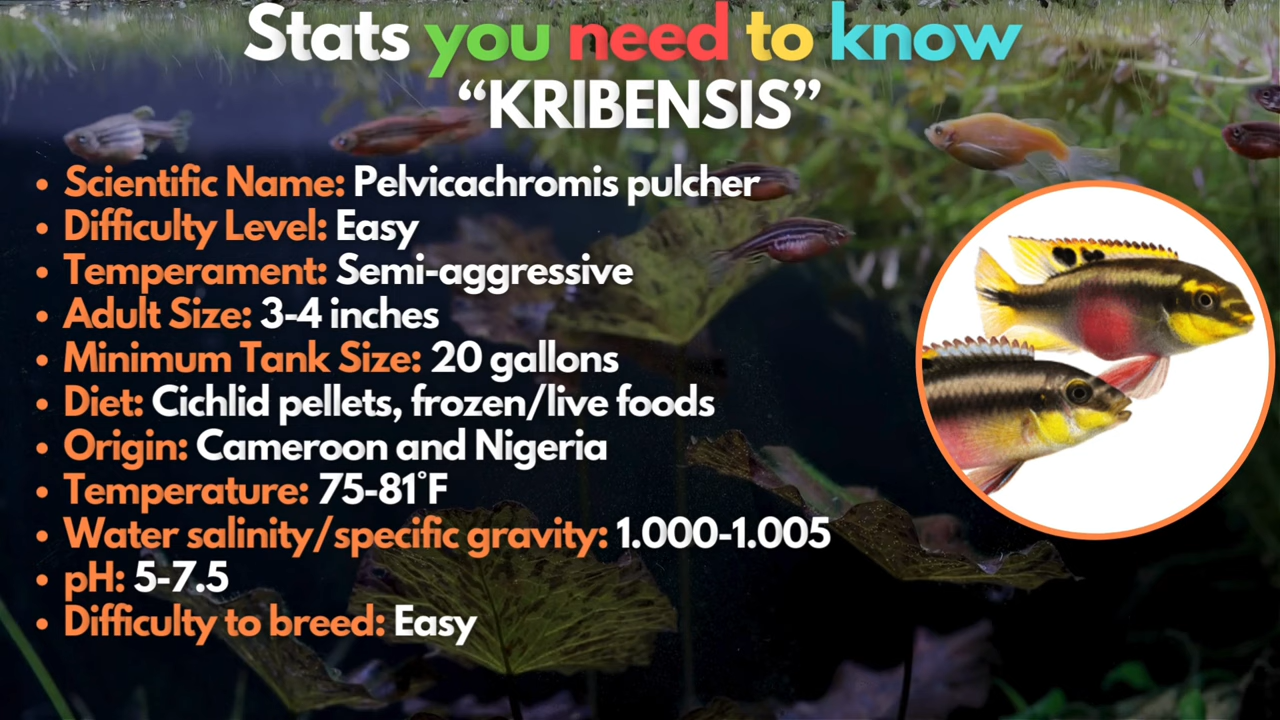 Stats you need to know
“KRIBENSIS”
• Scientific Name: Pelvicachromis pulcher
• Difficulty Level: Easy
• Temperament: Semi-aggressive
• Adult Size: 3-4 inches
• Minimum Tank Size: 20 gallons
• Diet: Cichlid pellets, frozen/live foods
• Origin: Cameroon and Nigeria
• Temperature: 75-81°F
• Water salinity/specific gravity: 1.000-1.005
• pH: 5-7.5
• Difficulty to breed: Easy